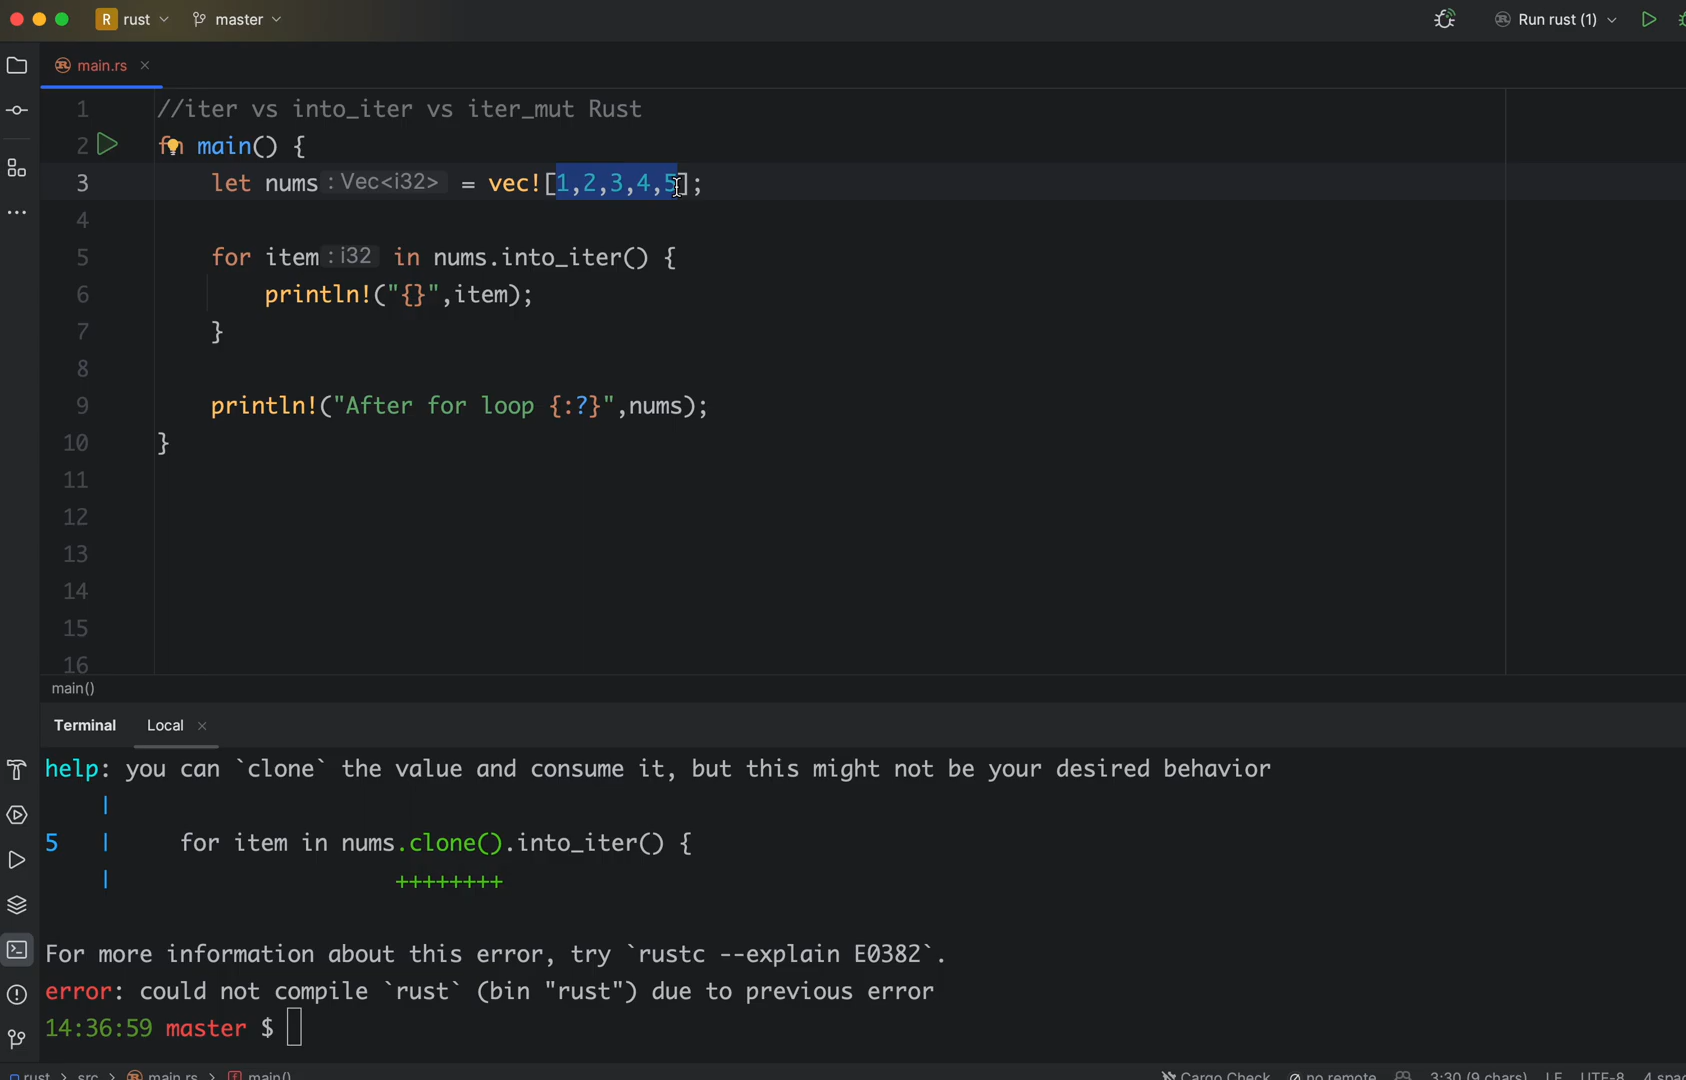 R rust master Run rust (1)
main.rs
1 //iter vs into_iter vs iter_mut Rust
2 fn main() {
3 let nums : Vec<i32> = vec![1,2,3,4,5];
4
5 for item : i32 in nums.into_iter() {
6 println!("{}",item);
7 }
8
9 println!("After for loop {:?}",nums);
10 }
11
12
13
14
15
16
main()
Terminal Local
help: you can `clone` the value and consume it, but this might not be your desired behavior
|
5 | for item in nums.clone().into_iter() {
| ++++++++
For more information about this error, try `rustc --explain E0382`.
error: could not compile `rust` (bin "rust") due to previous error
14:36:59 master $
rust > src > main.rs > main() Cargo Check no remote 3:30 (9 chars) LF UTF-8 4